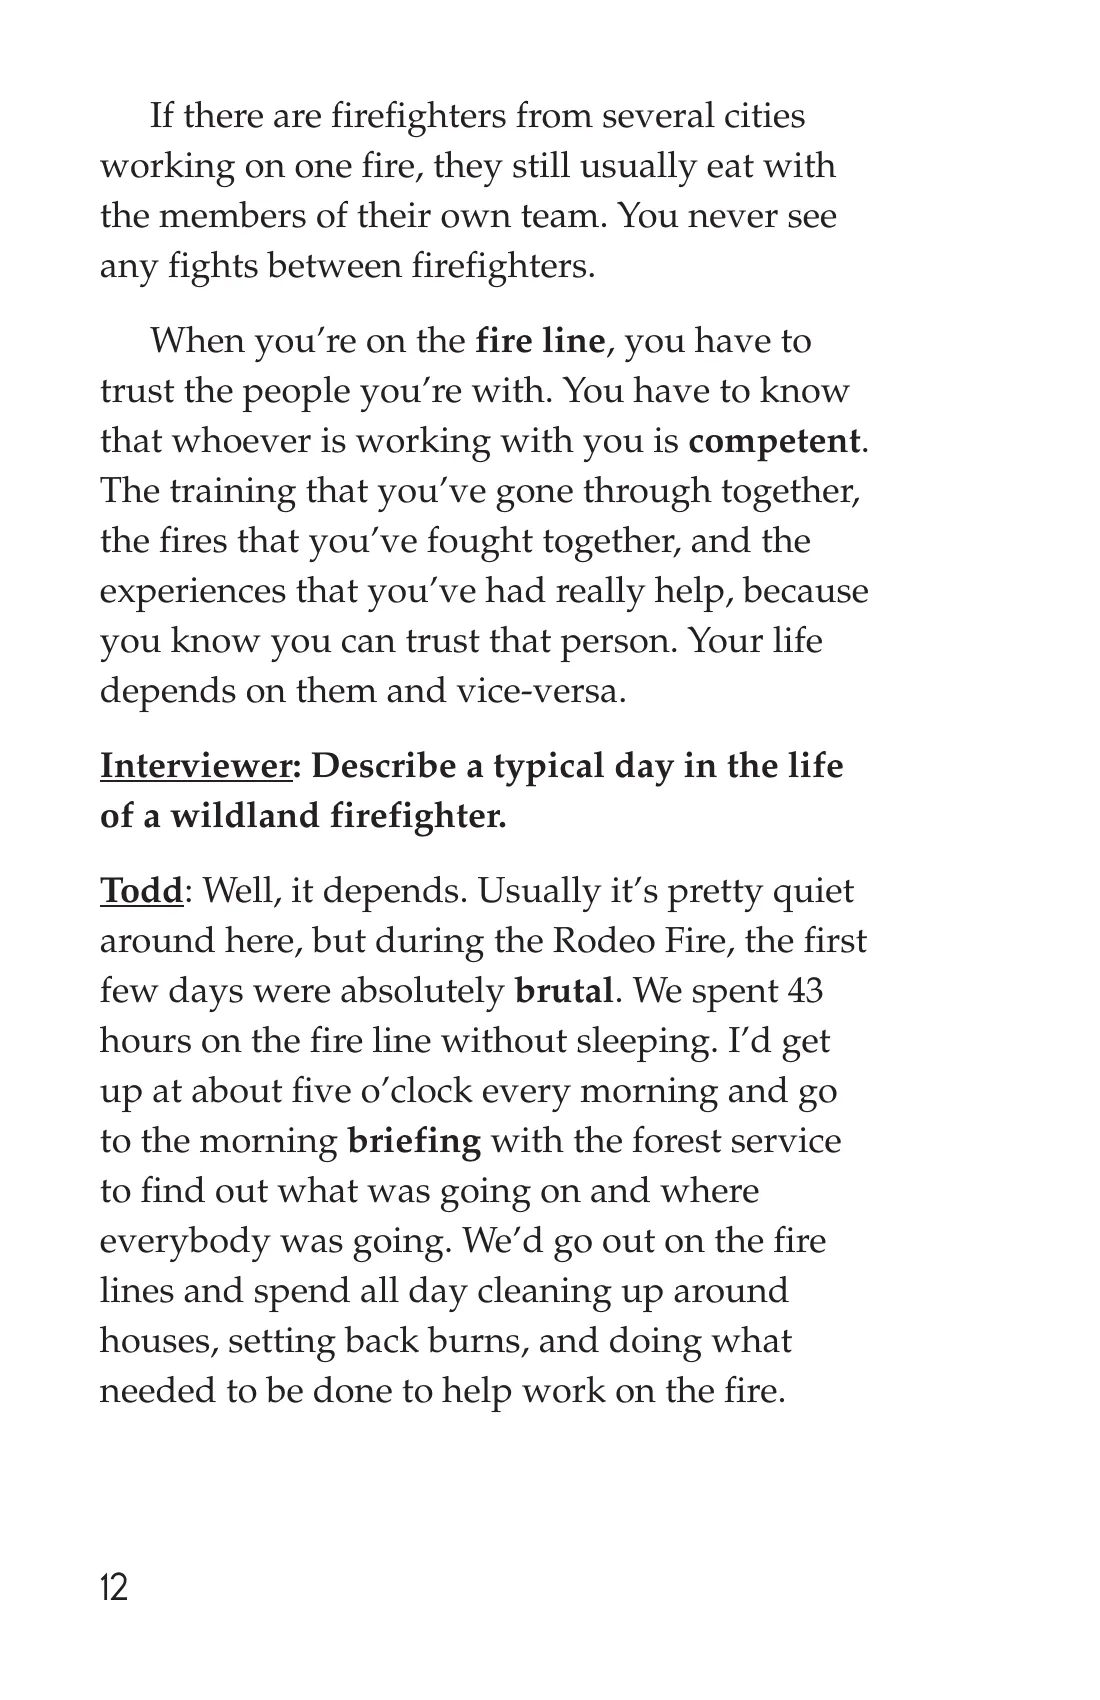 If there are firefighters from several cities
working on one fire, they still usually eat with
the members of their own team. You never see
any fights between firefighters.
When you’re on the fire line, you have to
trust the people you’re with. You have to know
that whoever is working with you is competent.
The training that you’ve gone through together,
the fires that you’ve fought together, and the
experiences that you’ve had really help, because
you know you can trust that person. Your life
depends on them and vice-versa.
Interviewer: Describe a typical day in the life
of a wildland firefighter.
Todd: Well, it depends. Usually it’s pretty quiet
around here, but during the Rodeo Fire, the first
few days were absolutely brutal. We spent 43
hours on the fire line without sleeping. I’d get
up at about five o’clock every morning and go
to the morning briefing with the forest service
to find out what was going on and where
everybody was going. We’d go out on the fire
lines and spend all day cleaning up around
houses, setting back burns, and doing what
needed to be done to help work on the fire.
12